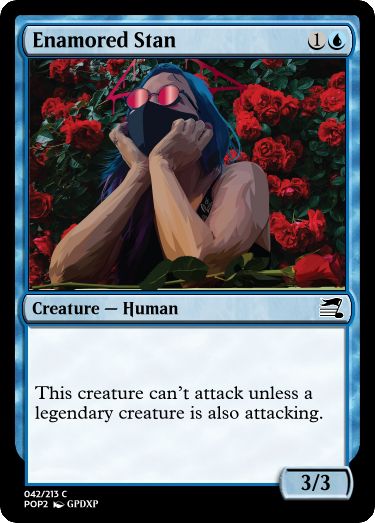 Enamored Stan 1
Creature — Human
This creature can't attack unless a
legendary creature is also attacking.
3/3
042/213 C
POP2 GPDXP